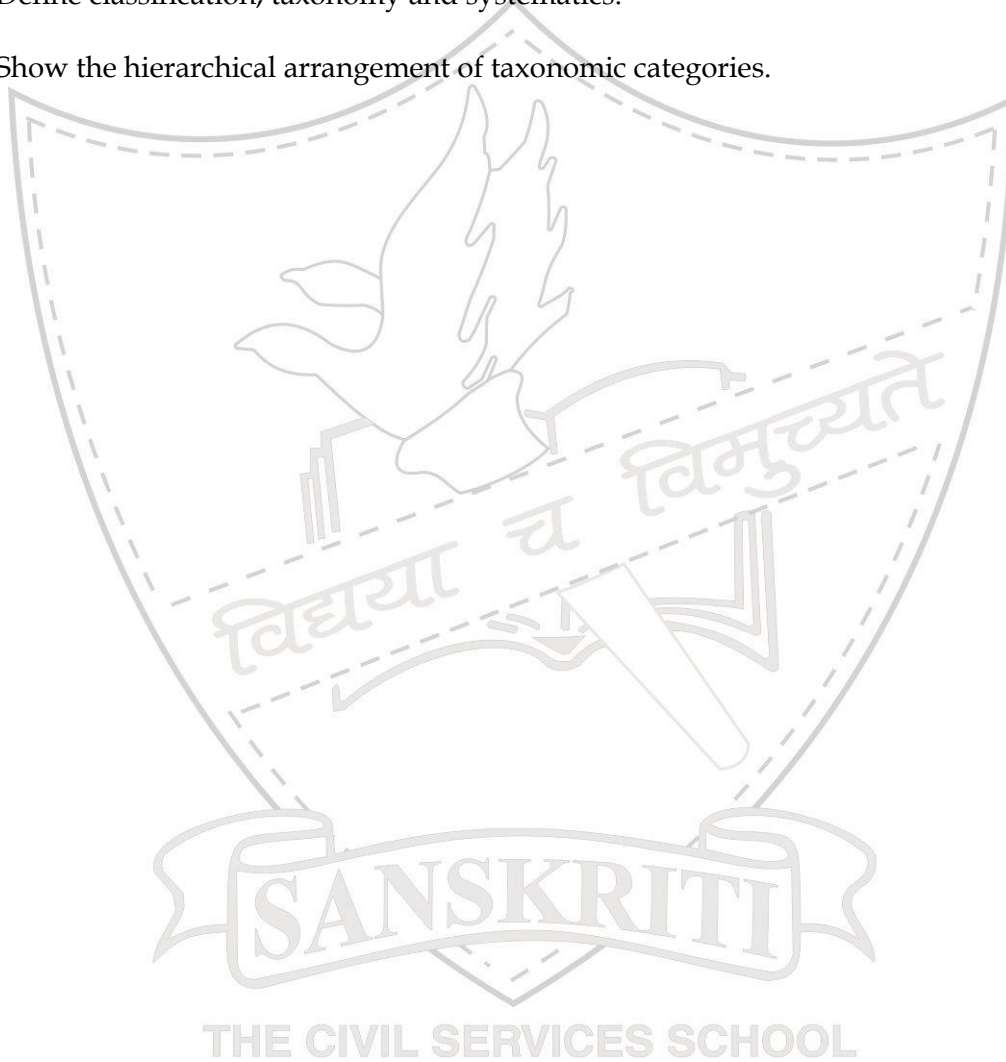 Define classification, taxonomy and systematics.
Show the hierarchical arrangement of taxonomic categories.
विद्यया च विमुच्यते
SANSKRITI
THE CIVIL SERVICES SCHOOL